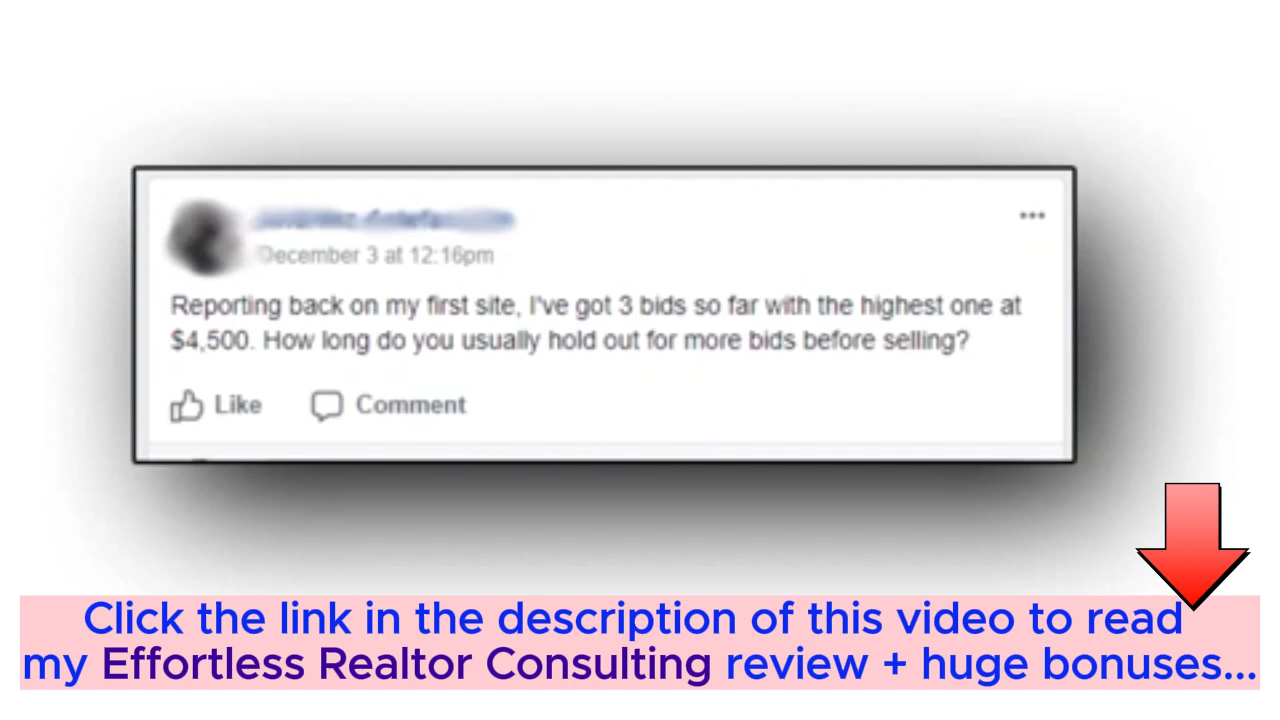 December 3 at 12:16pm
Reporting back on my first site, I've got 3 bids so far with the highest one at
$4,500. How long do you usually hold out for more bids before selling?
Like Comment
Click the link in the description of this video to read
my Effortless Realtor Consulting review + huge bonuses...